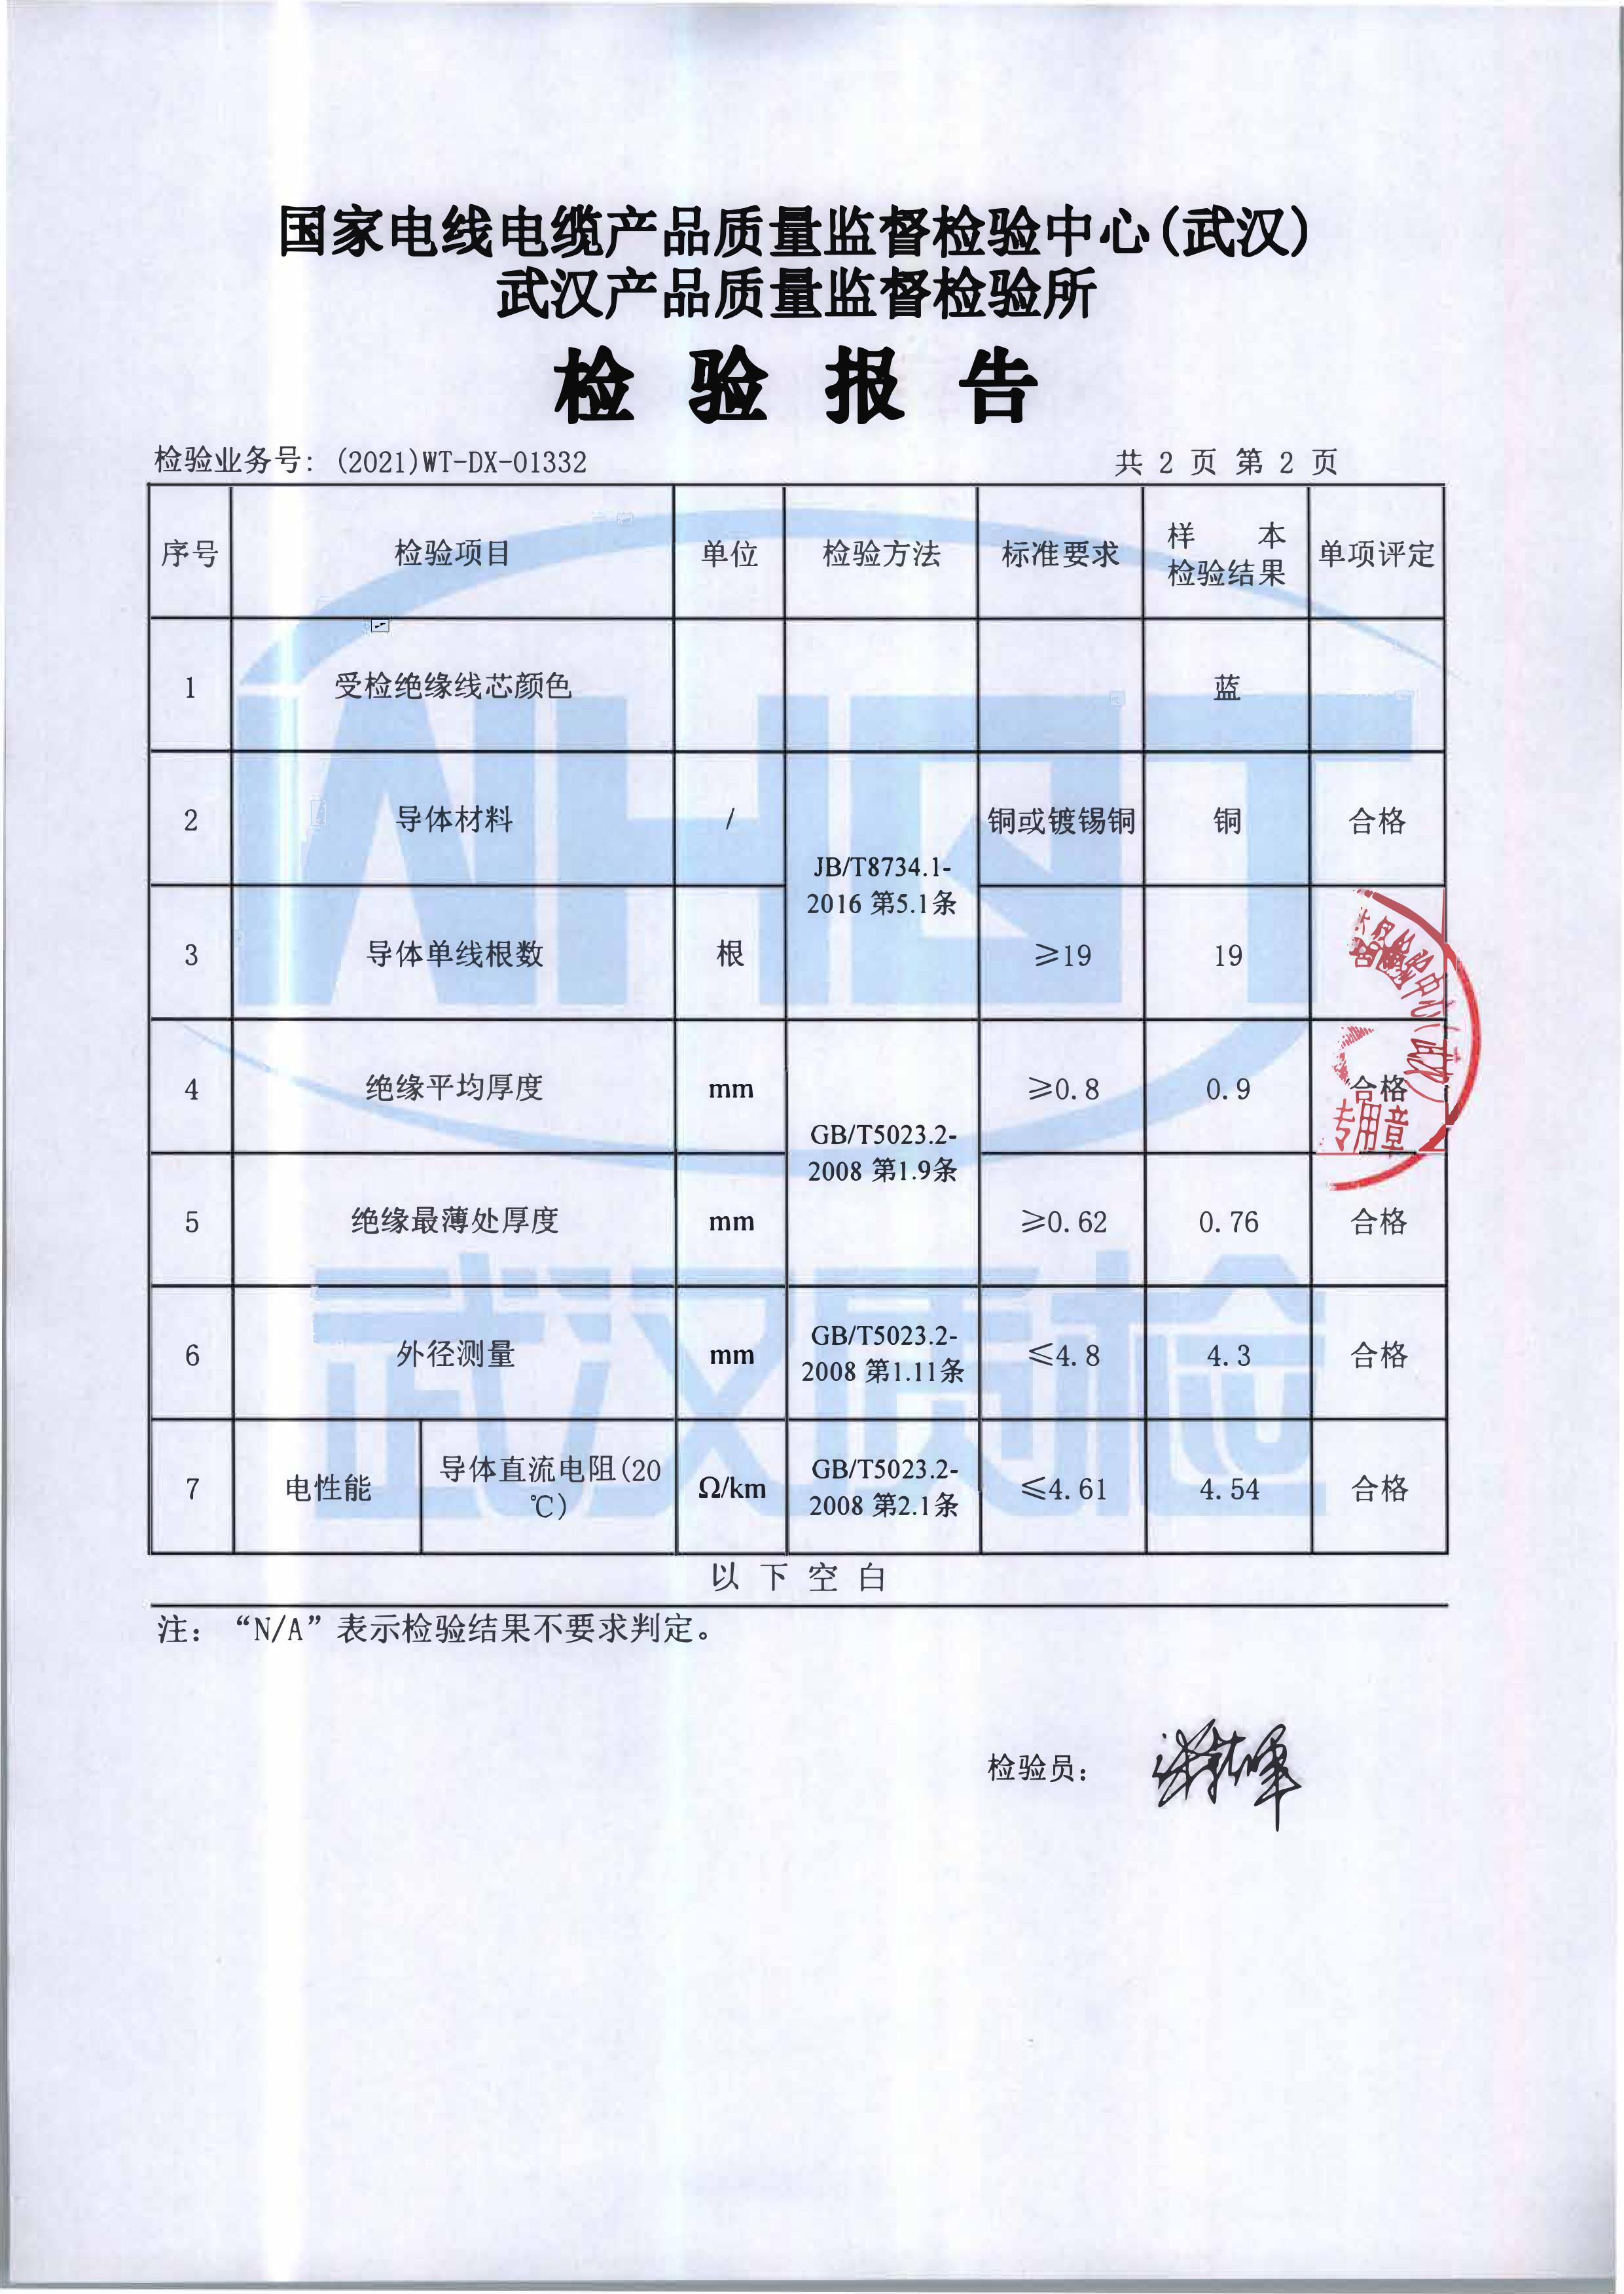 国家电线电缆产品质量监督检验中心(武汉)
武汉产品质量监督检验所
检 验 报 告
检验业务号: (2021)WT-DX-01332 共 2 页 第 2 页
序号 检验项目 单位 检验方法 标准要求 样 本 检验结果 单项评定
1 受检绝缘线芯颜色 蓝
2 导体材料 / 铜或镀锡铜 铜 合格
JB/T8734.1-
2016 第5.1条
3 导体单线根数 根 ≥19 19
4 绝缘平均厚度 mm ≥0.8 0.9 合格
GB/T5023.2-
2008 第1.9条
5 绝缘最薄处厚度 mm ≥0.62 0.76 合格
6 外径测量 mm GB/T5023.2-
2008 第1.11条 ≤4.8 4.3 合格
7 电性能 导体直流电阻(20
℃) Ω/km GB/T5023.2-
2008 第2.1条 ≤4.61 4.54 合格
以 下 空 白
注: “N/A”表示检验结果不要求判定。
检验员:
WHQT
武汉质检
中心(武汉)
专用章